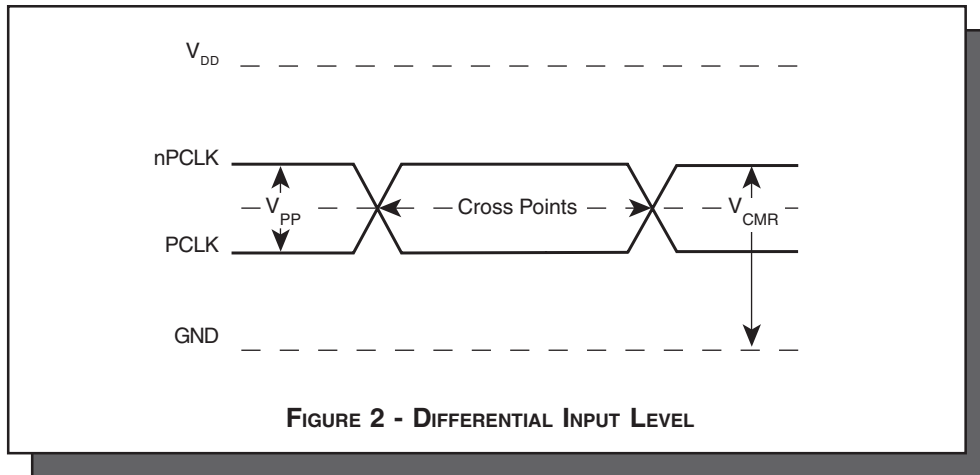 VDD
nPCLK
VPP
Cross Points
VCMR
PCLK
GND
FIGURE 2 - DIFFERENTIAL INPUT LEVEL